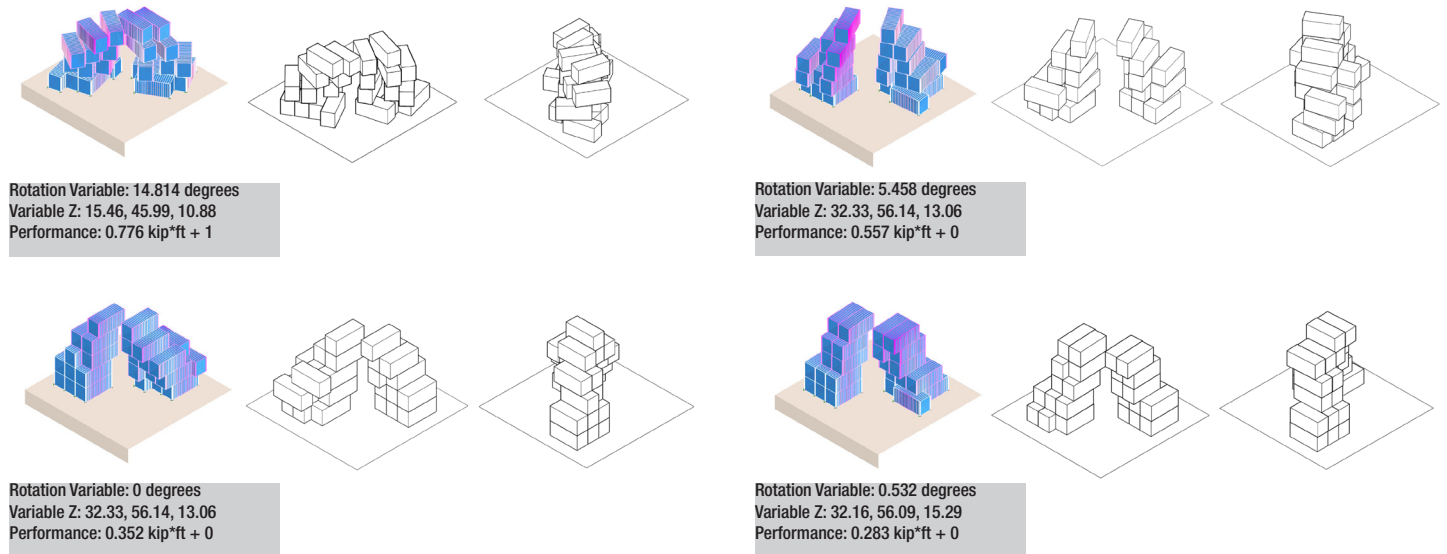 Rotation Variable: 14.814 degrees
Variable Z: 15.46, 45.99, 10.88
Performance: 0.776 kip*ft + 1
Rotation Variable: 5.458 degrees
Variable Z: 32.33, 56.14, 13.06
Performance: 0.557 kip*ft + 0
Rotation Variable: 0 degrees
Variable Z: 32.33, 56.14, 13.06
Performance: 0.352 kip*ft + 0
Rotation Variable: 0.532 degrees
Variable Z: 32.16, 56.09, 15.29
Performance: 0.283 kip*ft + 0